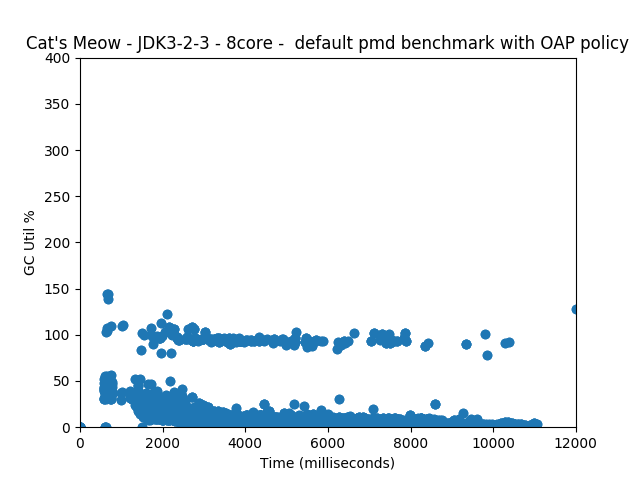 Cat's Meow - JDK3-2-3 - 8core -  default pmd benchmark with OAP policy
400
350
300
250
200
150
100
50
0
GC Util %
0 2000 4000 6000 8000 10000 12000
Time (milliseconds)